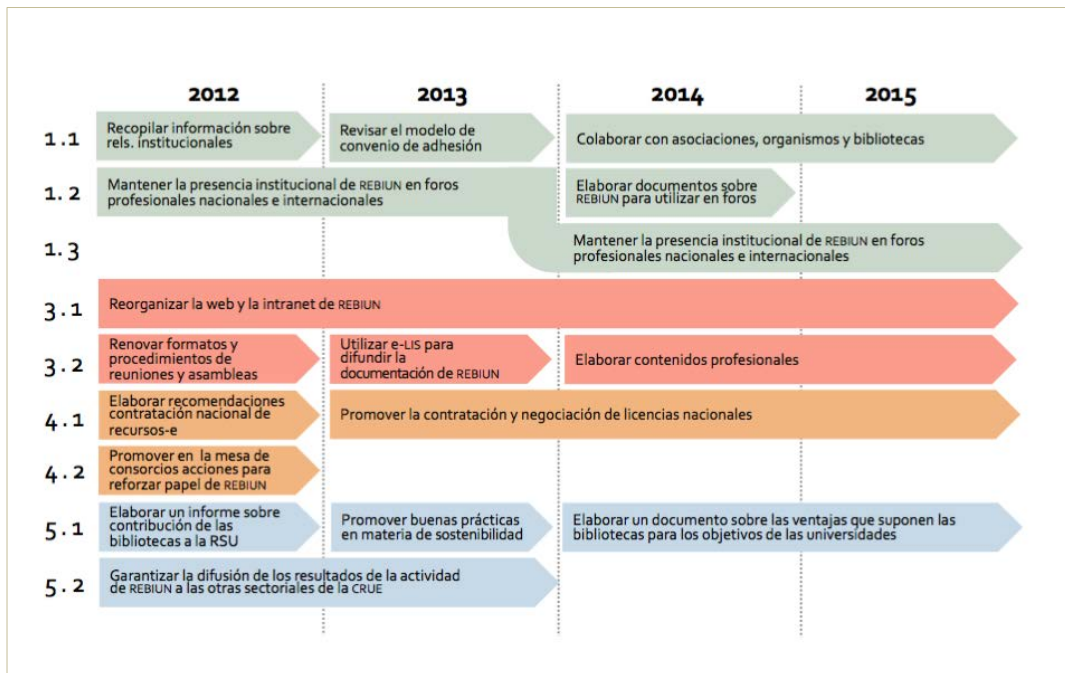 2012 2013 2014 2015
1.1
Recopilar información sobre
rels. institucionales
Revisar el modelo de
convenio de adhesión
Colaborar con asociaciones, organismos y bibliotecas
1.2
Mantener la presencia institucional de REBIUN en foros
profesionales nacionales e internacionales
Elaborar documentos sobre
REBIUN para utilizar en foros
1.3
Mantener la presencia institucional de REBIUN en foros
profesionales nacionales e internacionales
3.1
Reorganizar la web y la intranet de REBIUN
3.2
Renovar formatos y
procedimientos de
reuniones y asambleas
Utilizar e-LIS para
difundir la
documentación de REBIUN
Elaborar contenidos profesionales
4.1
Elaborar recomendaciones
contratación nacional de
recursos-e
Promover la contratación y negociación de licencias nacionales
4.2
Promover en la mesa de
consorcios acciones para
reforzar papel de REBIUN
5.1
Elaborar un informe sobre
contribución de las
bibliotecas a la RSU
Promover buenas prácticas
en materia de sostenibilidad
Elaborar un documento sobre las ventajas que suponen las
bibliotecas para los objetivos de las universidades
5.2
Garantizar la difusión de los resultados de la actividad
de REBIUN a las otras sectoriales de la CRUE